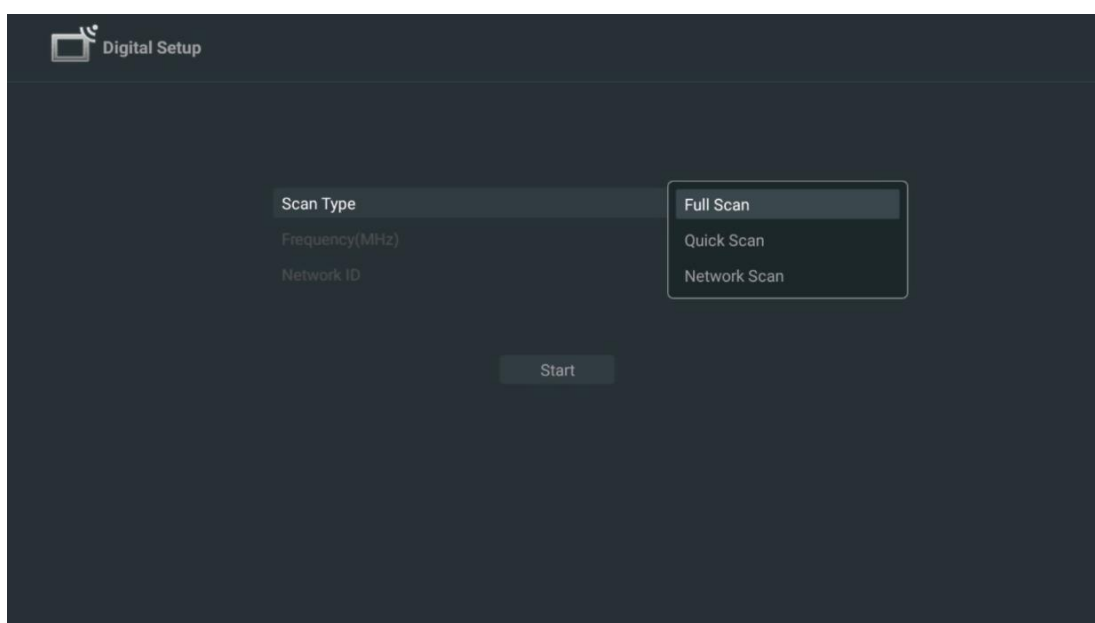 Digital Setup
Scan Type
Full Scan
Frequency(MHz)
Quick Scan
Network ID
Network Scan
Start